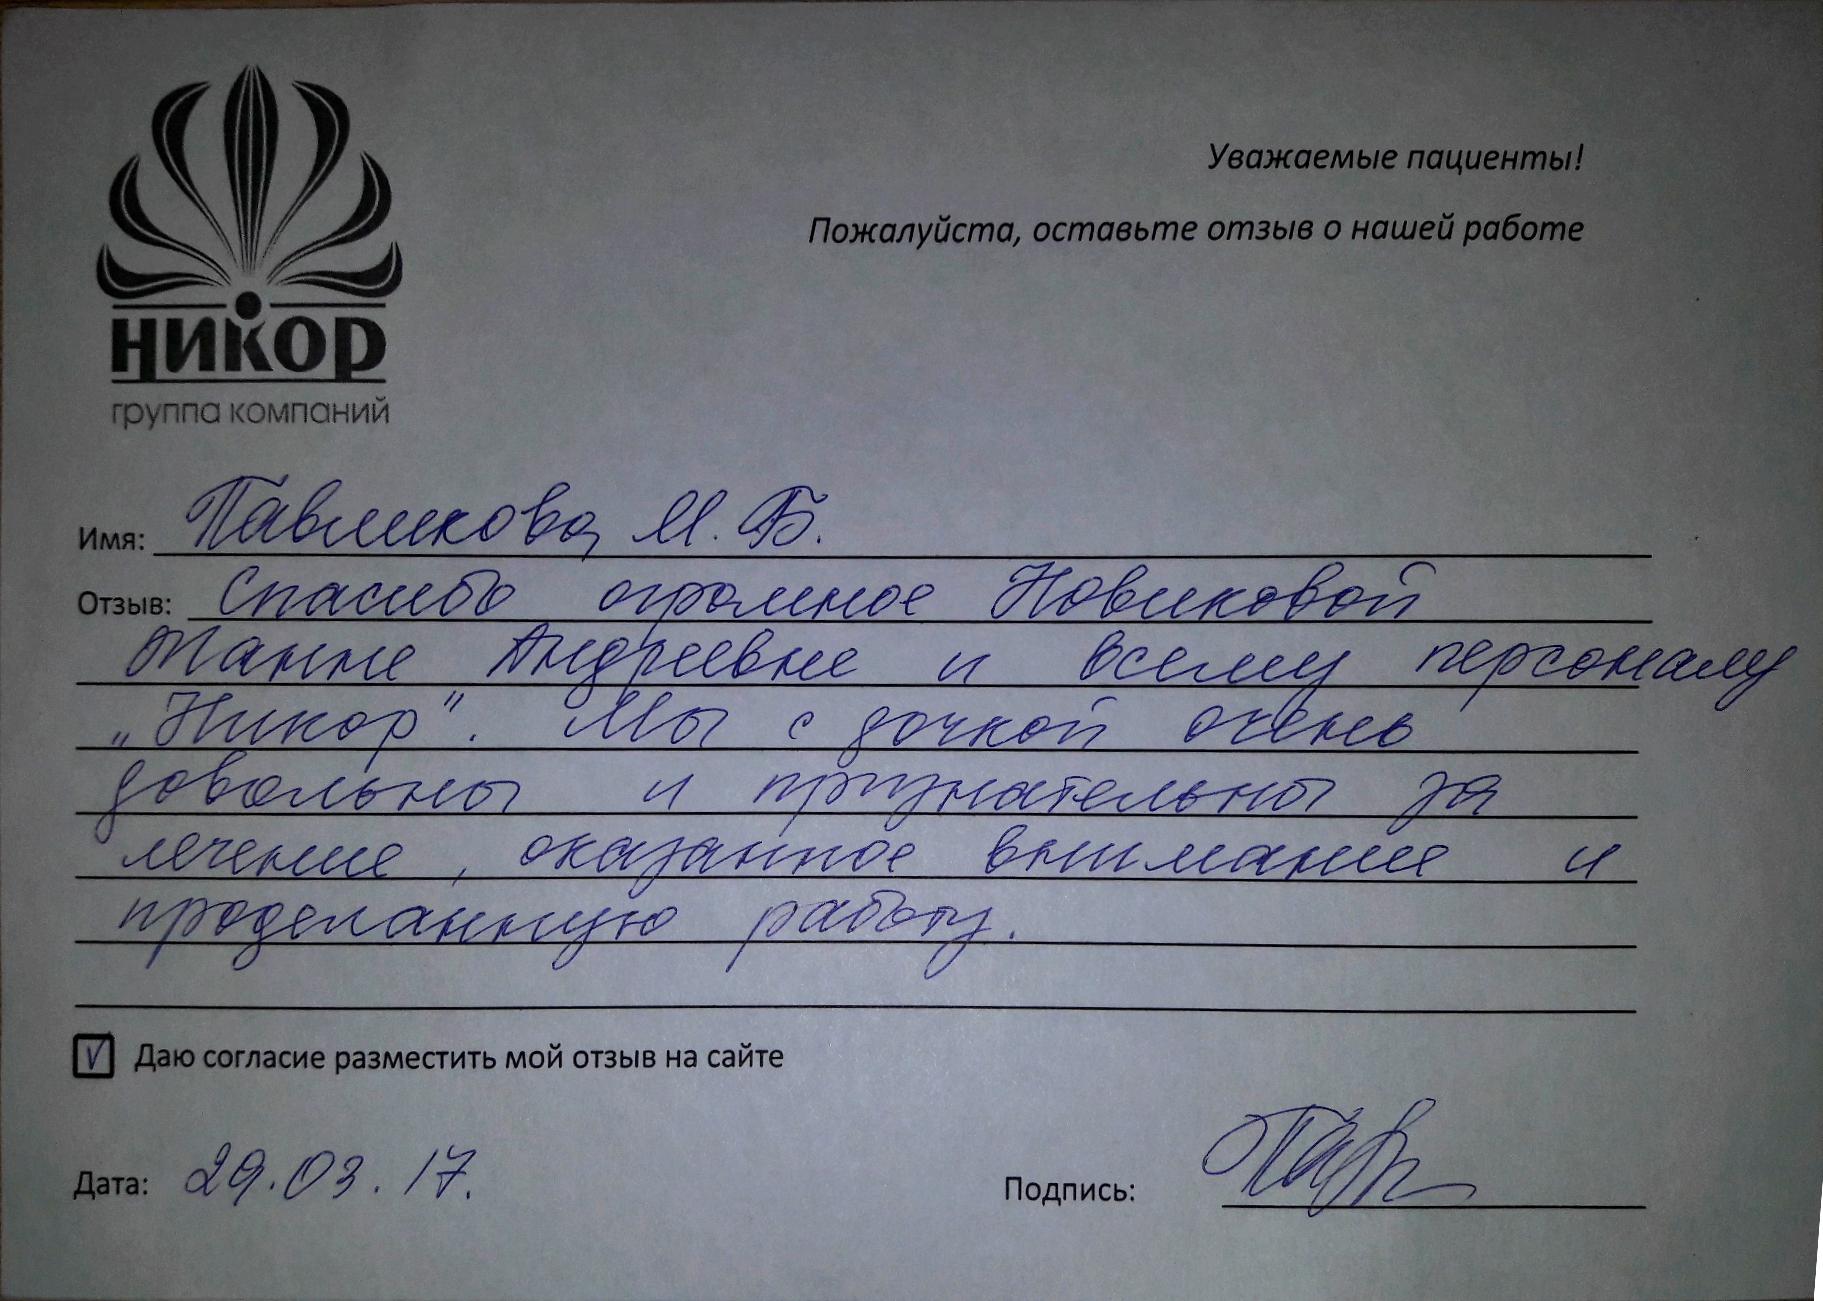 Уважаемые пациенты!
Пожалуйста, оставьте отзыв о нашей работе
никор
группа компаний
Имя: Павликова М. Б.
Отзыв: Спасибо огромное Новиковой
Жанне Андреевне и всему персоналу
„Никор". Мы с дочкой очень
довольны и признательны за
лечение, оказанное внимание и
проделанную работу.
V Даю согласие разместить мой отзыв на сайте
Дата: 29.03.17.
Подпись: